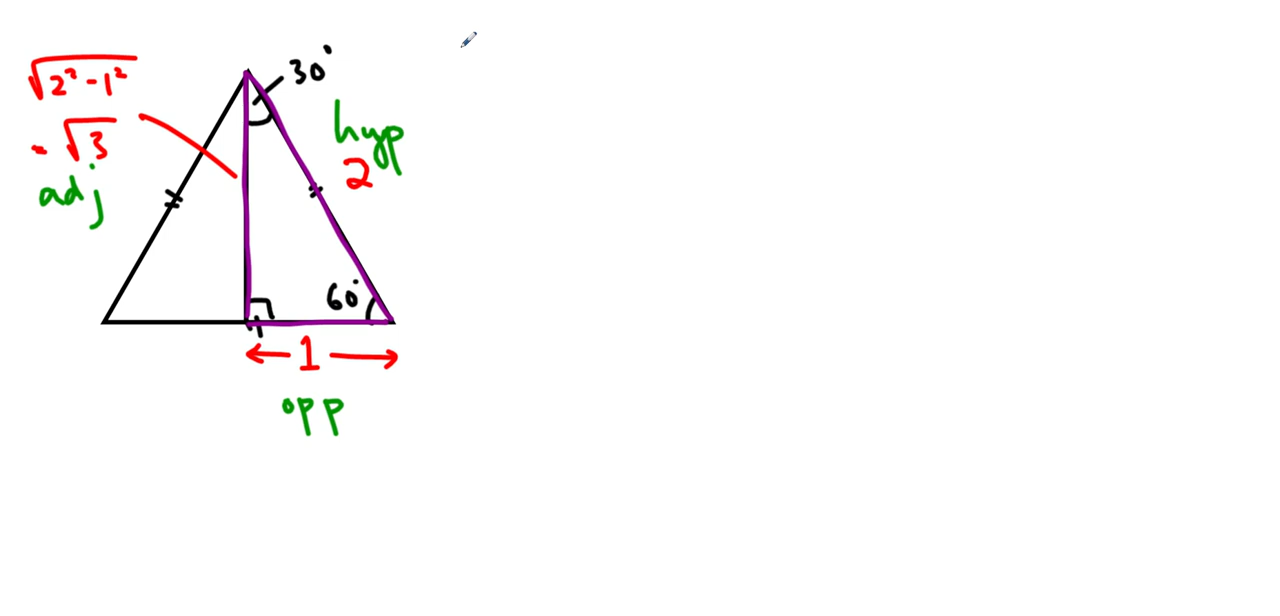 30°
√2² - 1²
= √3
adj
hyp
2
60°
1
opp